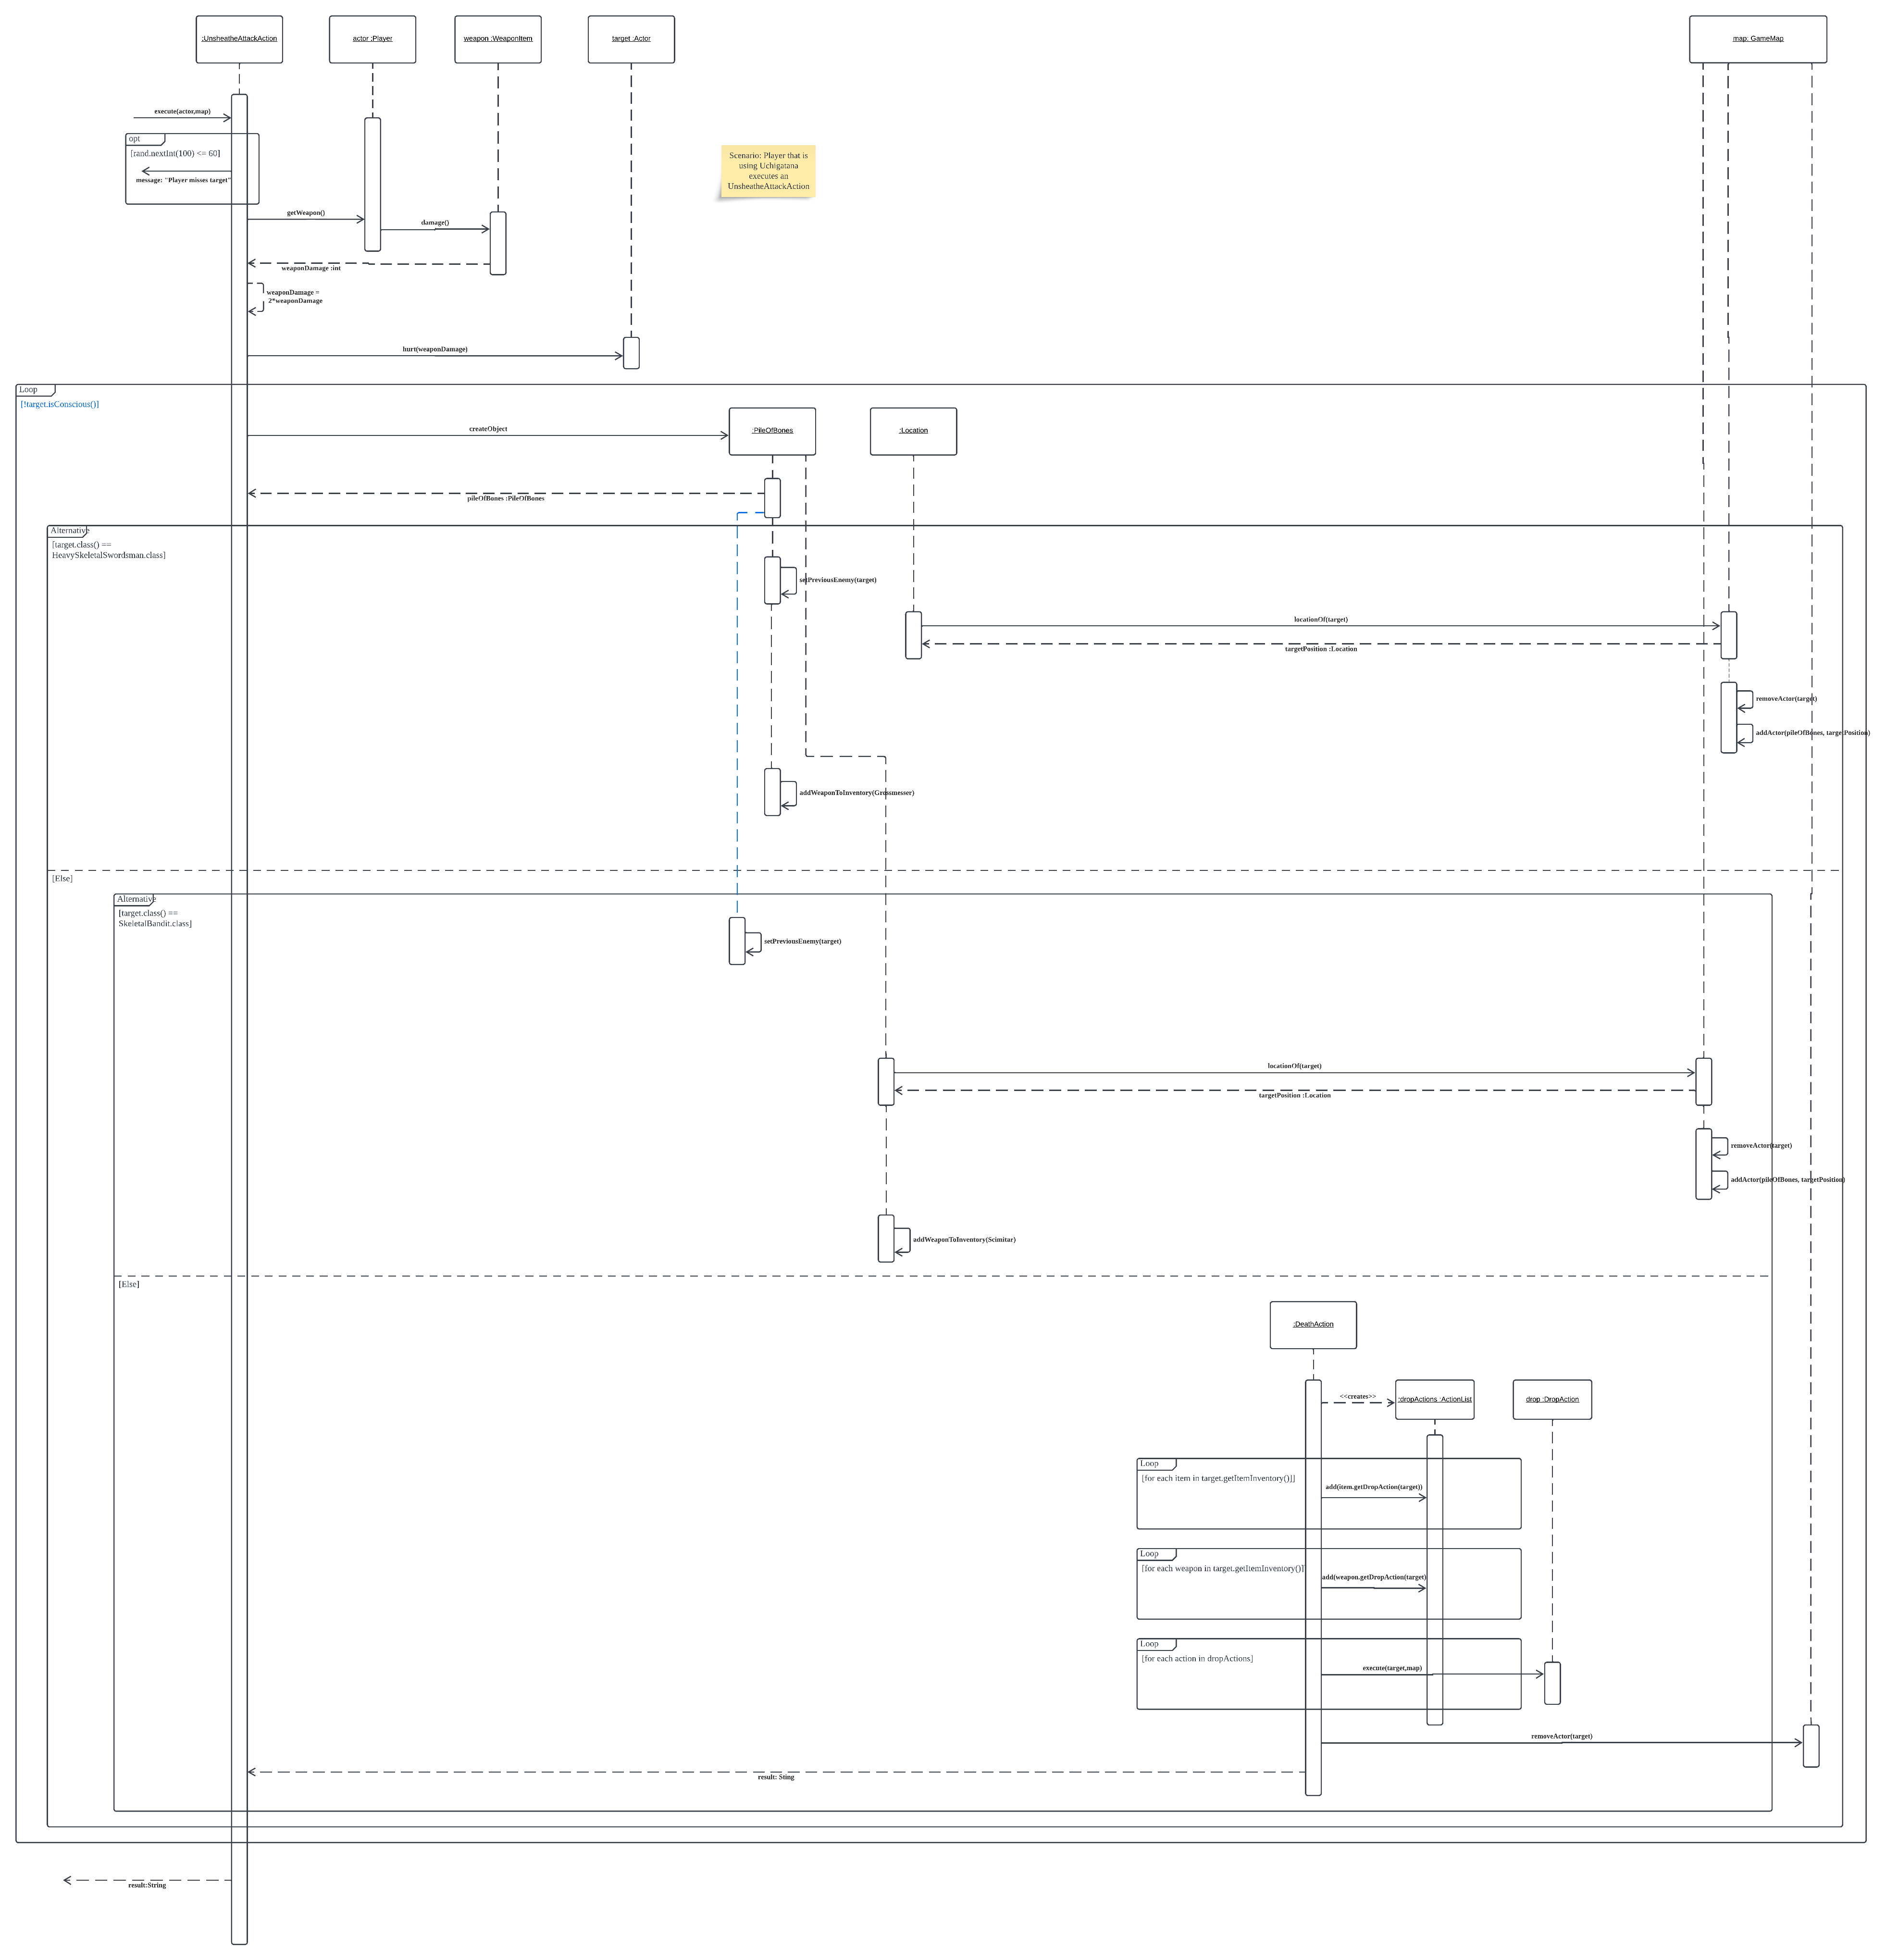 :UnsheatheAttackAction
actor :Player
weapon :WeaponItem
target :Actor
map: GameMap
execute(actor,map)
opt
[rand.nextInt(100) <= 60]
message: "Player misses target"
Scenario: Player that is
using Uchigatana
executes an
UnsheatheAttackAction
getWeapon()
damage()
weaponDamage :int
weaponDamage =
2*weaponDamage
hurt(weaponDamage)
Loop
[!target.isConscious()]
createObject
:PileOfBones
:Location
pileOfBones :PileOfBones
Alternative
[target.class() ==
HeavySkeletalSwordsman.class]
setPreviousEnemy(target)
locationOf(target)
targetPosition :Location
removeActor(target)
addActor(pileOfBones, targetPosition)
addWeaponToInventory(Grossmesser)
[Else]
Alternative
[target.class() ==
SkeletalBandit.class]
setPreviousEnemy(target)
locationOf(target)
targetPosition :Location
removeActor(target)
addActor(pileOfBones, targetPosition)
addWeaponToInventory(Scimitar)
[Else]
:DeathAction
<<creates>>
:dropActions :ActionList
drop :DropAction
Loop
[for each item in target.getItemInventory()]]
add(item.getDropAction(target))
Loop
[for each weapon in target.getItemInventory()]
add(weapon.getDropAction(target)
Loop
[for each action in dropActions]
execute(target,map)
removeActor(target)
result: Sting
result:String